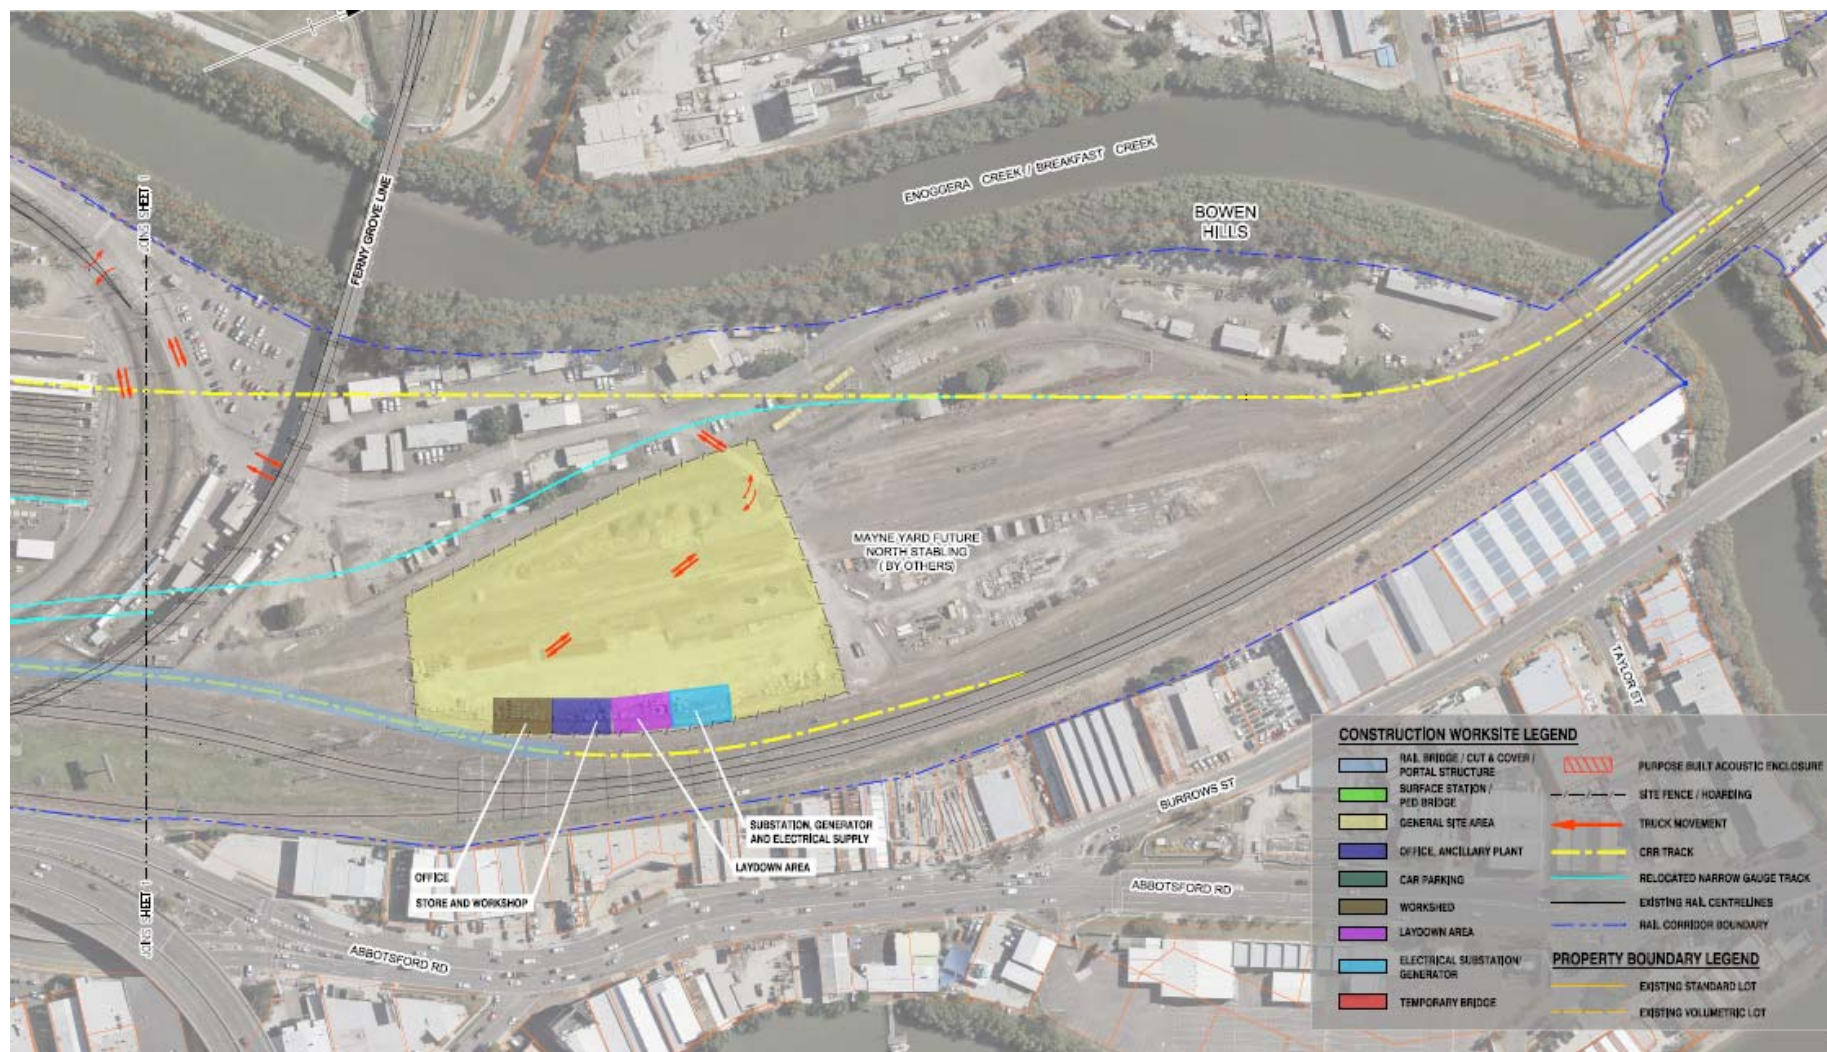 JOINS SHEET 1
FERNY GROVE LINE
ENOGGERA CREEK / BREAKFAST CREEK
BOWEN
HILLS
MAYNE YARD FUTURE
NORTH STABLING
( BY OTHERS)
TAYLOR ST
BURROWS ST
SUBSTATION, GENERATOR
AND ELECTRICAL SUPPLY
LAYDOWN AREA
OFFICE
STORE AND WORKSHOP
ABBOTSFORD RD
ABBOTSFORD RD
JOINS SHEET 1
CONSTRUCTION WORKSITE LEGEND
RAIL BRIDGE / CUT & COVER /
PORTAL STRUCTURE
SURFACE STATION /
PED BRIDGE
GENERAL SITE AREA
OFFICE, ANCILLARY PLANT
CAR PARKING
WORKSHED
LAYDOWN AREA
ELECTRICAL SUBSTATION/
GENERATOR
TEMPORARY BRIDGE
PURPOSE BUILT ACOUSTIC ENCLOSURE
SITE FENCE / HOARDING
TRUCK MOVEMENT
CRR TRACK
RELOCATED NARROW GAUGE TRACK
EXISTING RAIL CENTRELINES
RAIL CORRIDOR BOUNDARY
PROPERTY BOUNDARY LEGEND
EXISTING STANDARD LOT
EXISTING VOLUMETRIC LOT